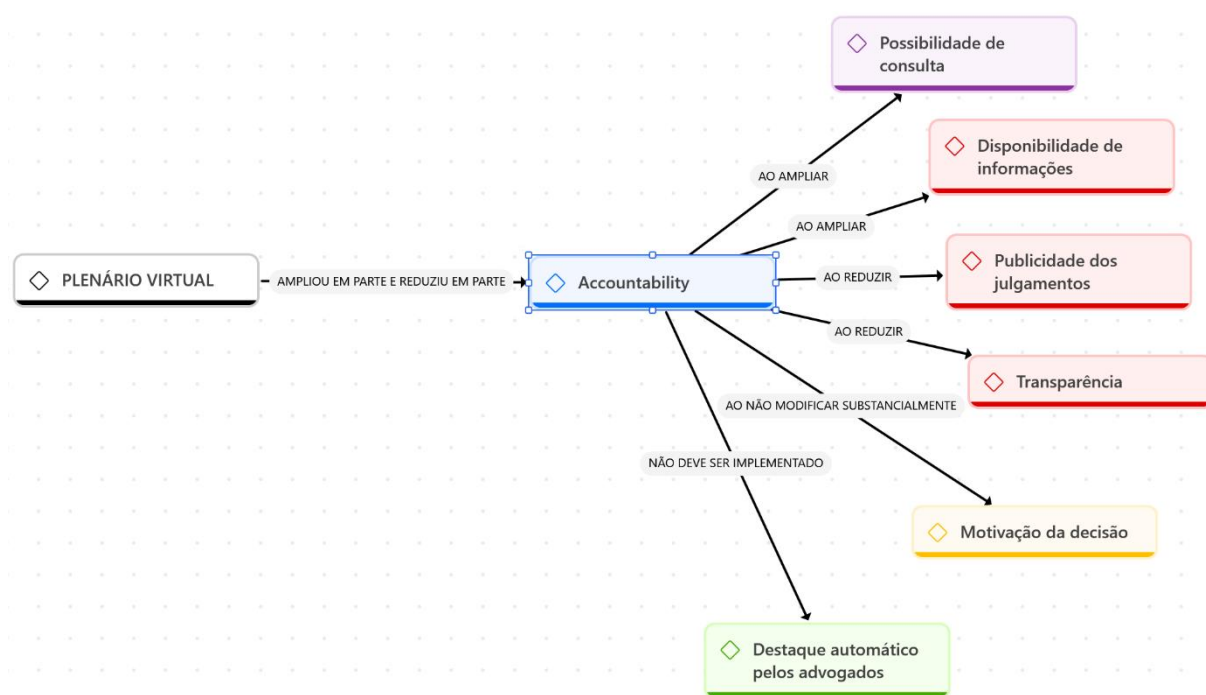 Possibilidade de
consulta
Disponibilidade de
informações
AO AMPLIAR
AO AMPLIAR
PLENÁRIO VIRTUAL
AMPLIOU EM PARTE E REDUZIU EM PARTE
Accountability
AO REDUZIR
Publicidade dos
julgamentos
AO REDUZIR
Transparência
AO NÃO MODIFICAR SUBSTANCIALMENTE
NÃO DEVE SER IMPLEMENTADO
Motivação da decisão
Destaque automático
pelos advogados